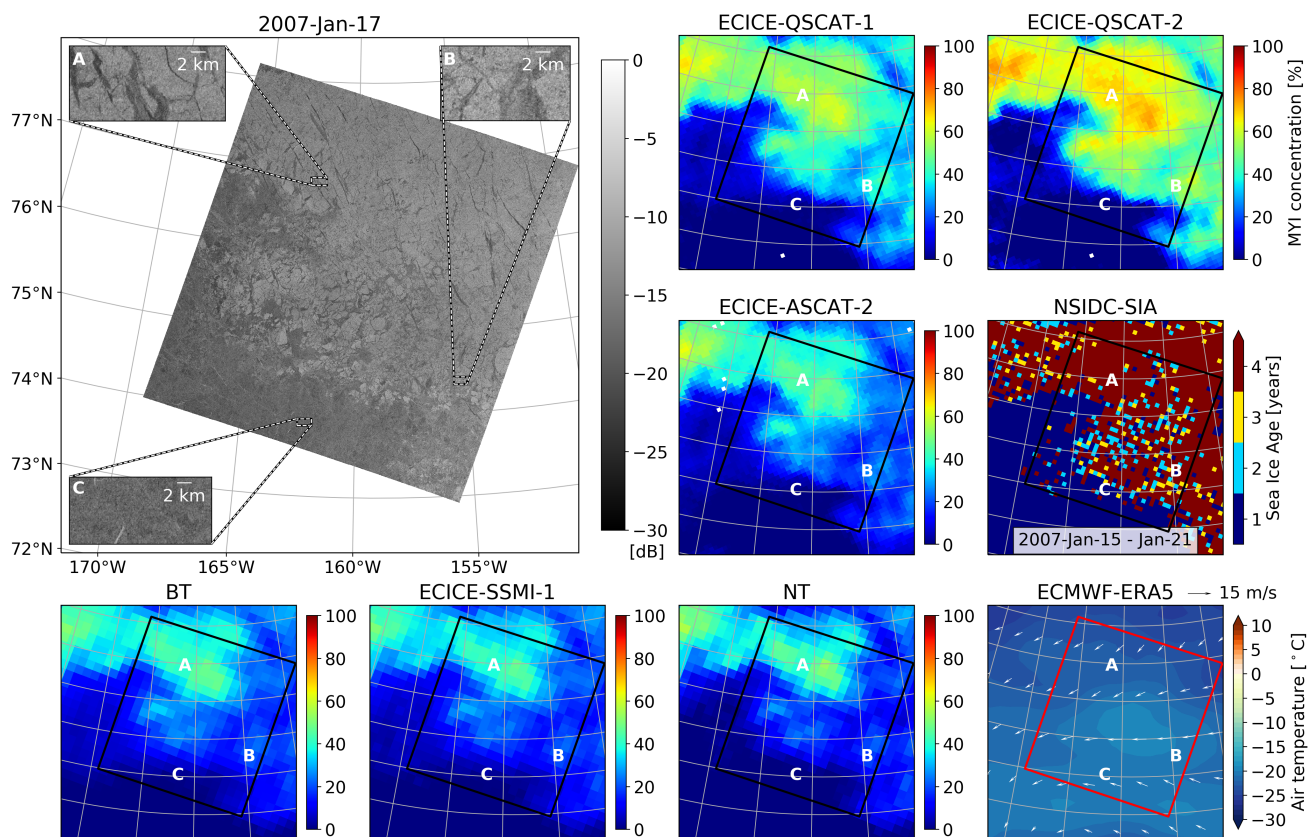 2007-Jan-17
A
2 km
B
2 km
C
2 km
77°N
76°N
75°N
74°N
73°N
72°N
170°W
165°W
160°W
155°W
0
−5
−10
−15
−20
−25
−30
[dB]
ECICE-QSCAT-1
A
B
C
100
80
60
40
20
0
ECICE-QSCAT-2
A
B
C
100
80
60
40
20
0
MYI concentration [%]
ECICE-ASCAT-2
A
B
C
100
80
60
40
20
0
NSIDC-SIA
A
B
C
2007-Jan-15 - Jan-21
4
3
2
1
Sea Ice Age [years]
BT
A
B
C
100
80
60
40
20
0
ECICE-SSMI-1
A
B
C
100
80
60
40
20
0
NT
A
B
C
100
80
60
40
20
0
ECMWF-ERA5
15 m/s
A
B
C
10
5
0
−5
−10
−15
−20
−25
−30
Air temperature [°C]